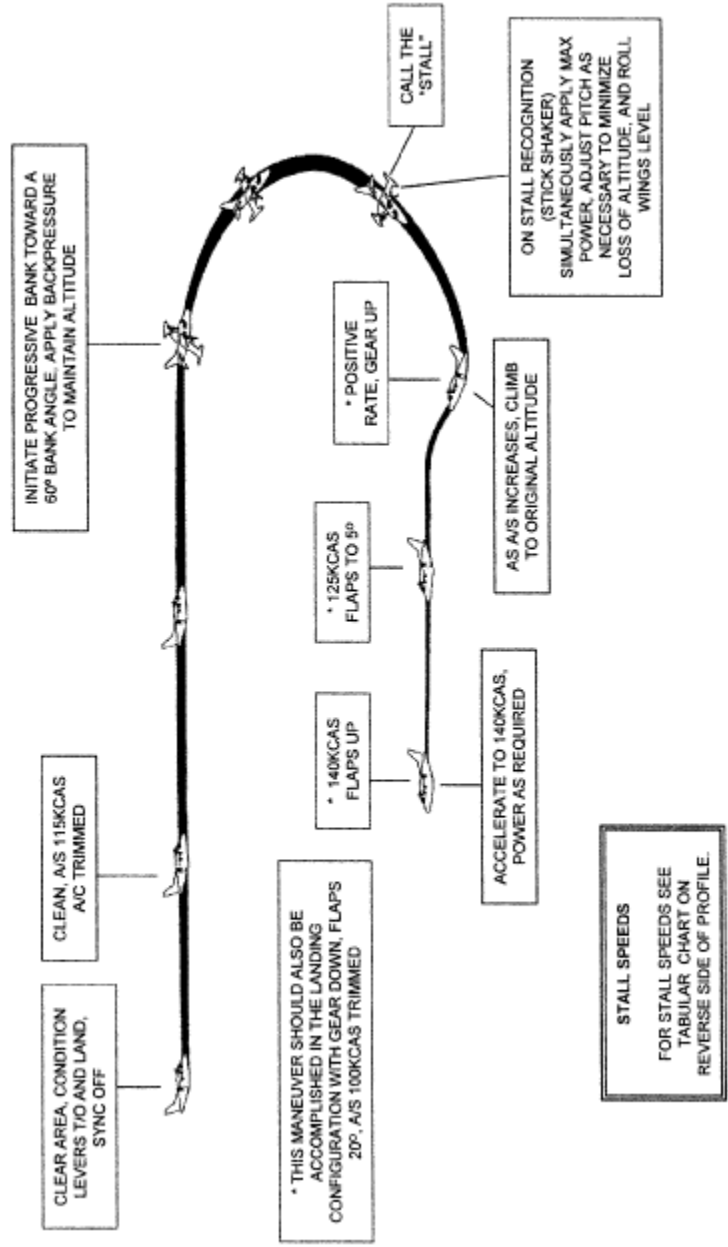 CLEAR AREA, CONDITION
LEVERS T/O AND LAND,
SYNC OFF
CLEAN, A/S 115KCAS
A/C TRIMMED
INITIATE PROGRESSIVE BANK TOWARD A
60º BANK ANGLE, APPLY BACKPRESSURE
TO MAINTAIN ALTITUDE
CALL THE
"STALL"
ON STALL RECOGNITION
(STICK SHAKER)
SIMULTANEOUSLY APPLY MAX
POWER, ADJUST PITCH AS
NECESSARY TO MINIMIZE
LOSS OF ALTITUDE, AND ROLL
WINGS LEVEL
* POSITIVE
RATE, GEAR UP
AS A/S INCREASES, CLIMB
TO ORIGINAL ALTITUDE
* 125KCAS
FLAPS TO 5º
* 140KCAS
FLAPS UP
ACCELERATE TO 140KCAS,
POWER AS REQUIRED
* THIS MANEUVER SHOULD ALSO BE
ACCOMPLISHED IN THE LANDING
CONFIGURATION WITH GEAR DOWN, FLAPS
20º, A/S 100KCAS TRIMMED
STALL SPEEDS
FOR STALL SPEEDS SEE
TABULAR CHART ON
REVERSE SIDE OF PROFILE.